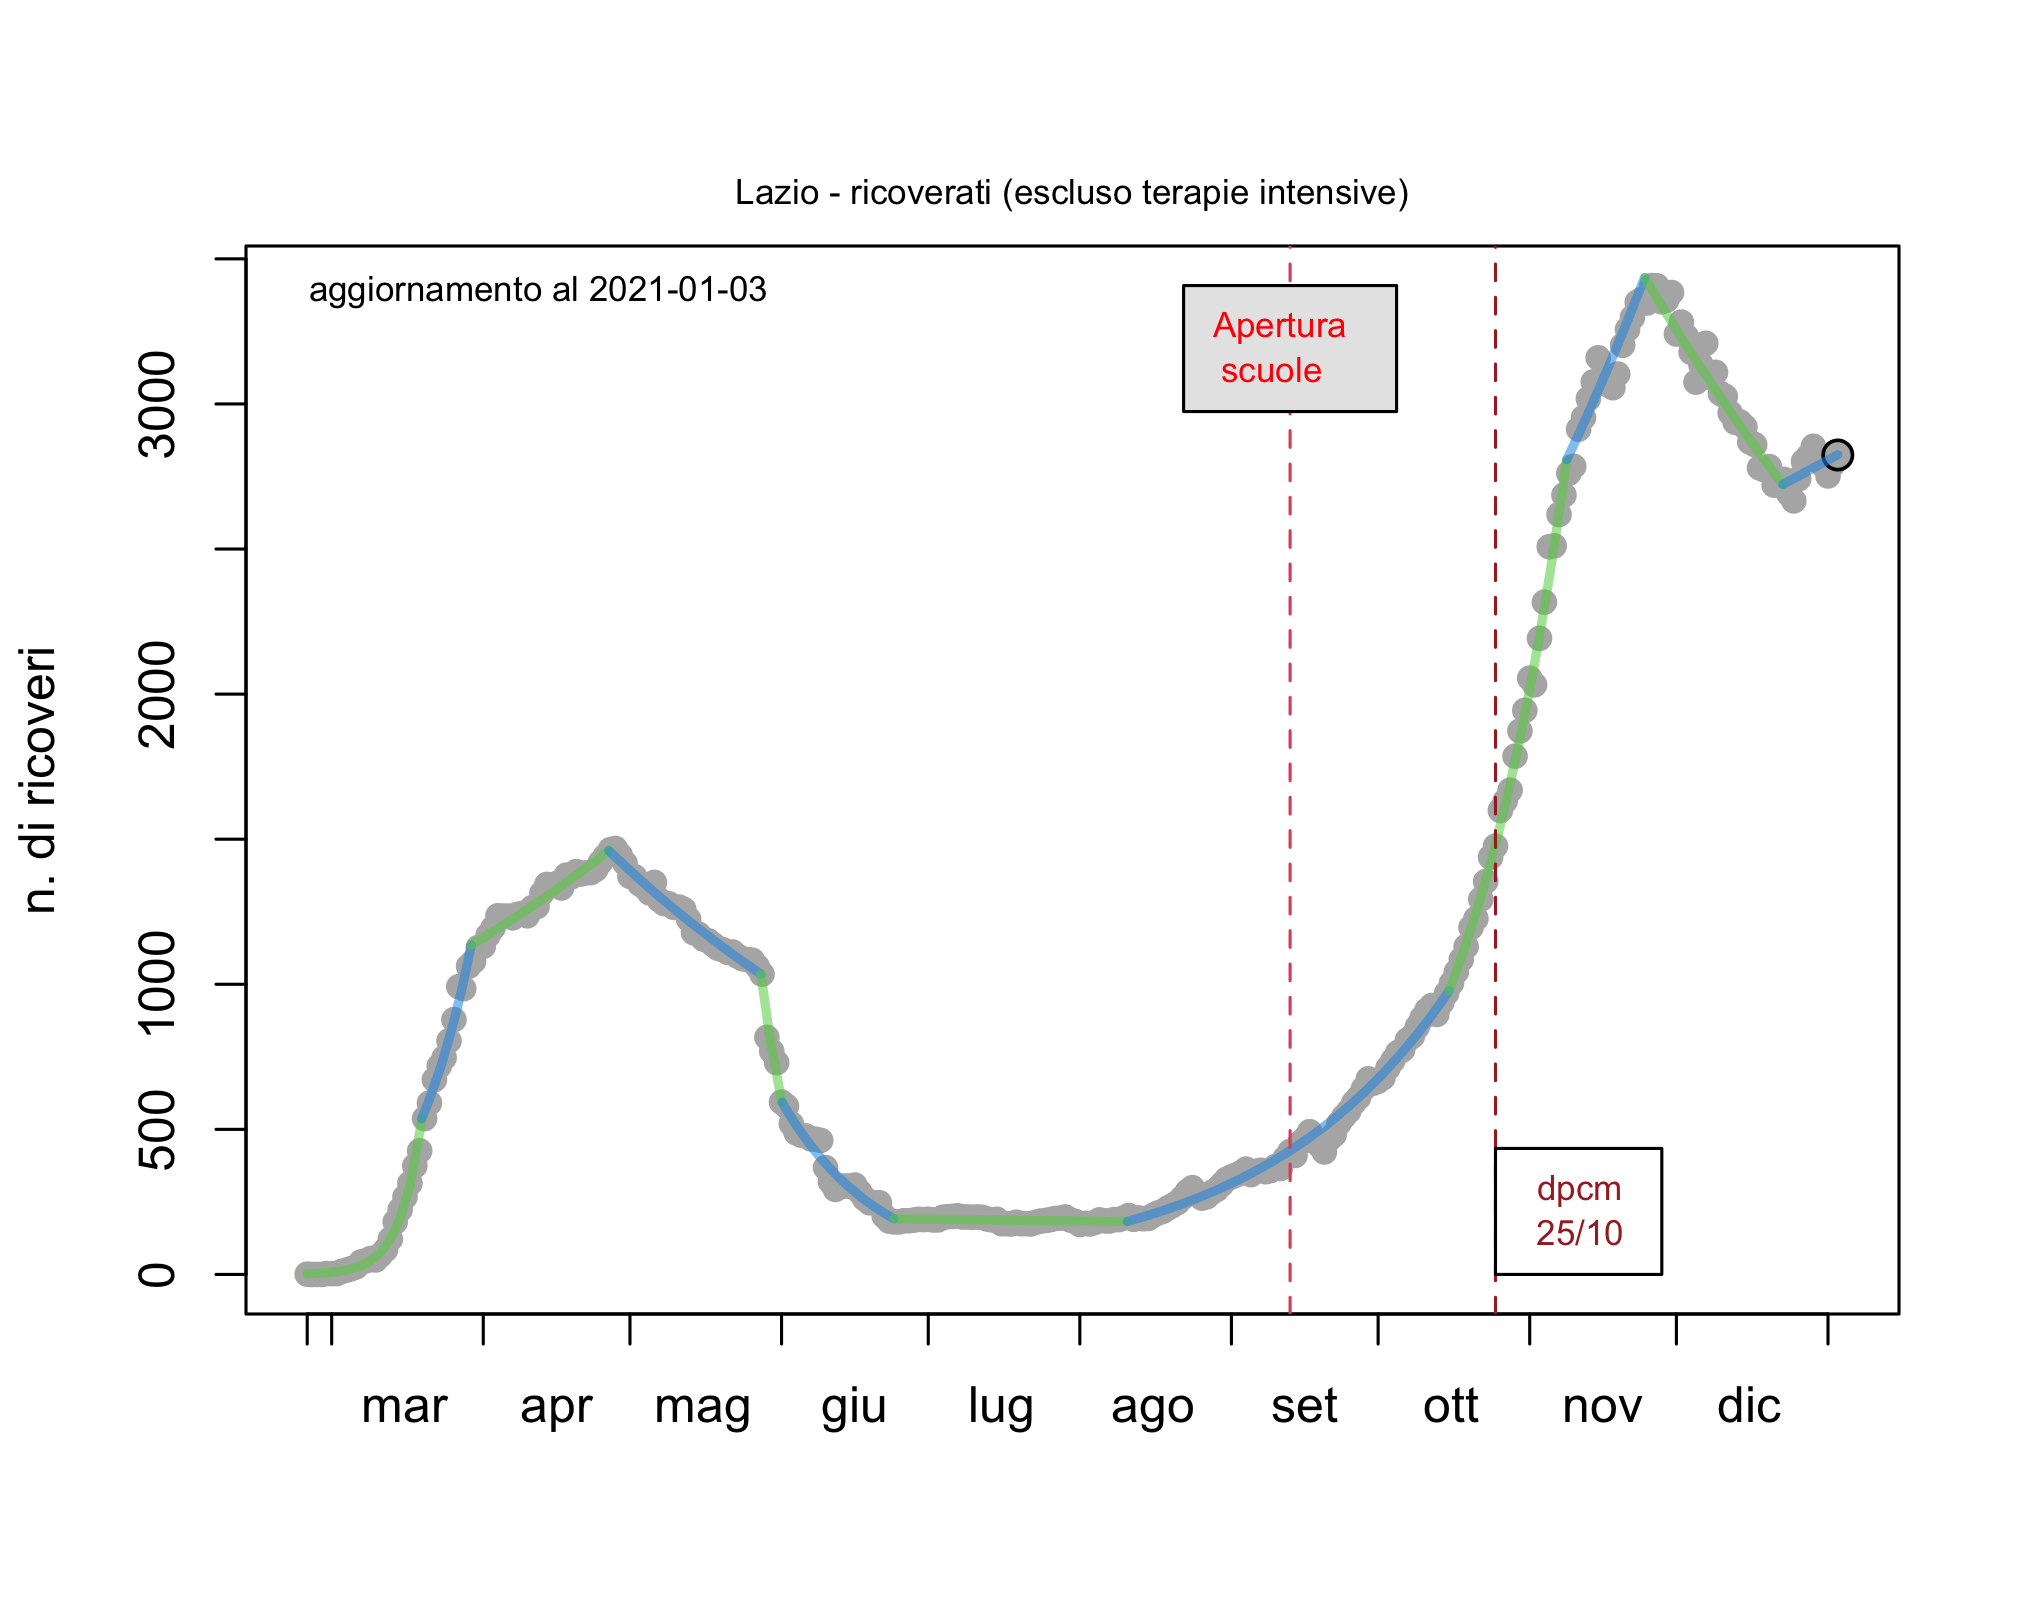 Lazio - ricoverati (escluso terapie intensive)
aggiornamento al 2021-01-03
Apertura
scuole
dpcm
25/10
n. di ricoveri
3000
2000
1000
500
0
mar apr mag giu lug ago set ott nov dic